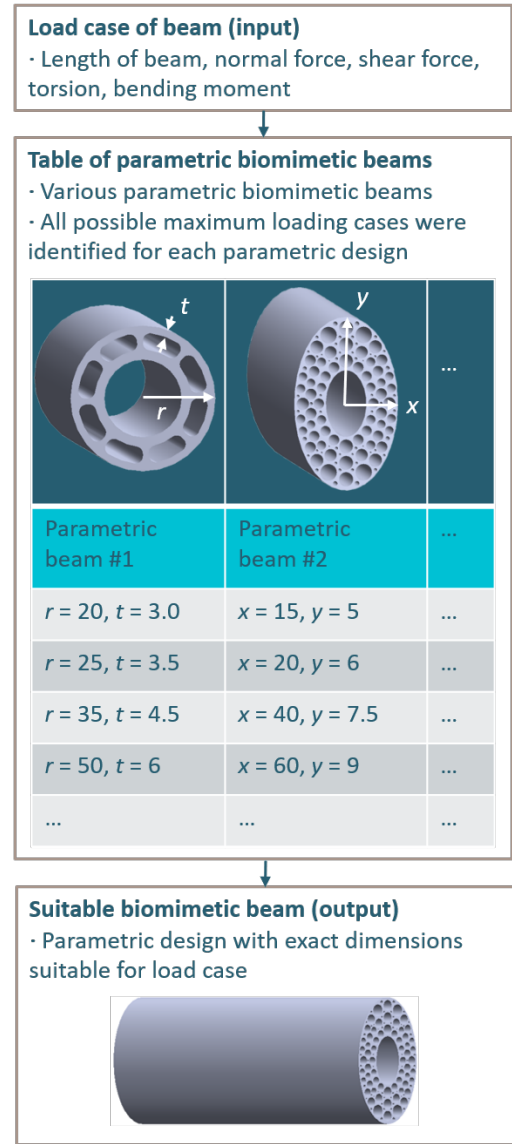 Load case of beam (input)
· Length of beam, normal force, shear force,
torsion, bending moment
Table of parametric biomimetic beams
· Various parametric biomimetic beams
· All possible maximum loading cases were
identified for each parametric design
t
r
y
x
...
Parametric
beam #1
Parametric
beam #2
...
r = 20, t = 3.0
x = 15, y = 5
...
r = 25, t = 3.5
x = 20, y = 6
...
r = 35, t = 4.5
x = 40, y = 7.5
...
r = 50, t = 6
x = 60, y = 9
...
...
...
...
Suitable biomimetic beam (output)
· Parametric design with exact dimensions
suitable for load case